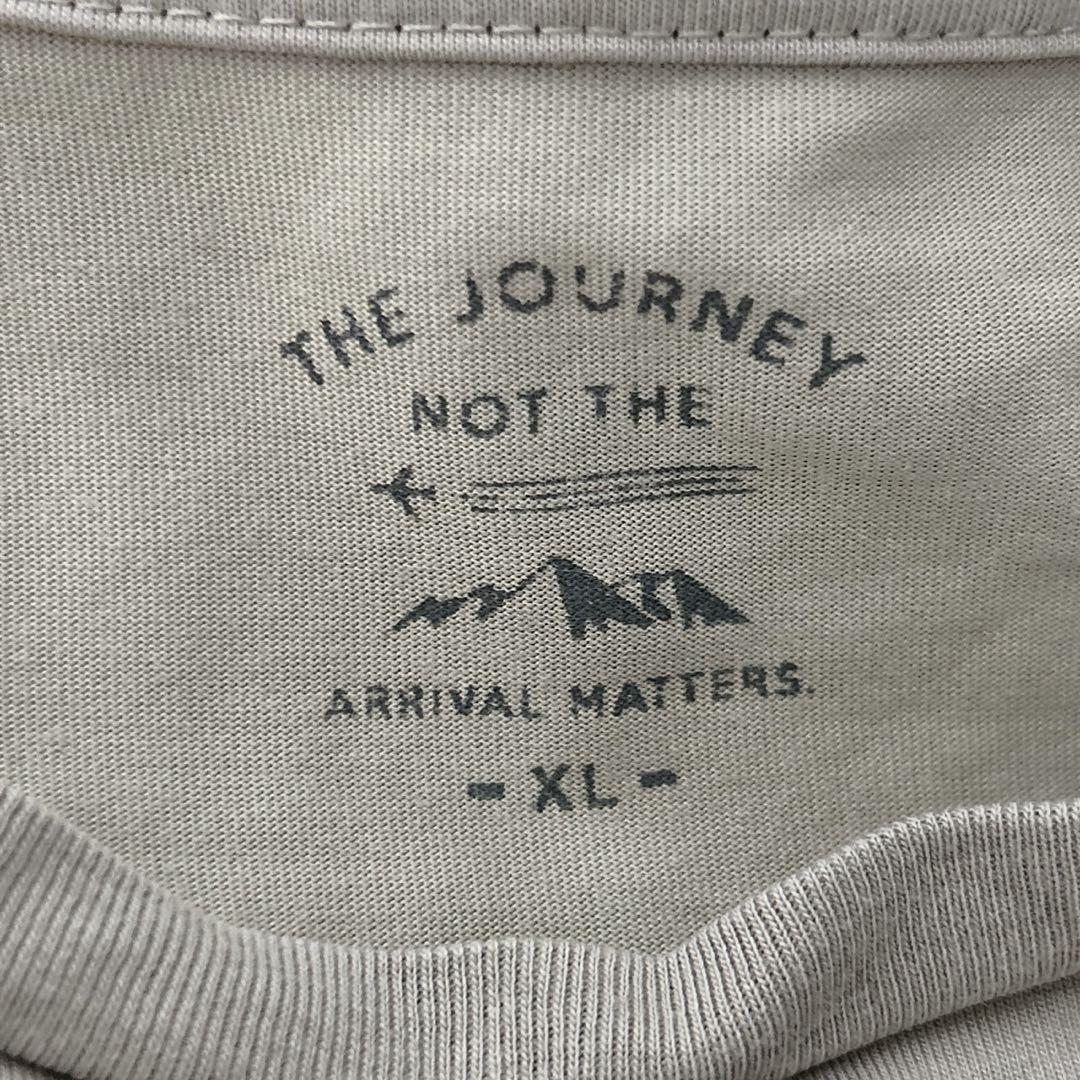 THE JOURNEY
NOT THE
ARRIVAL MATTERS.
- XL -